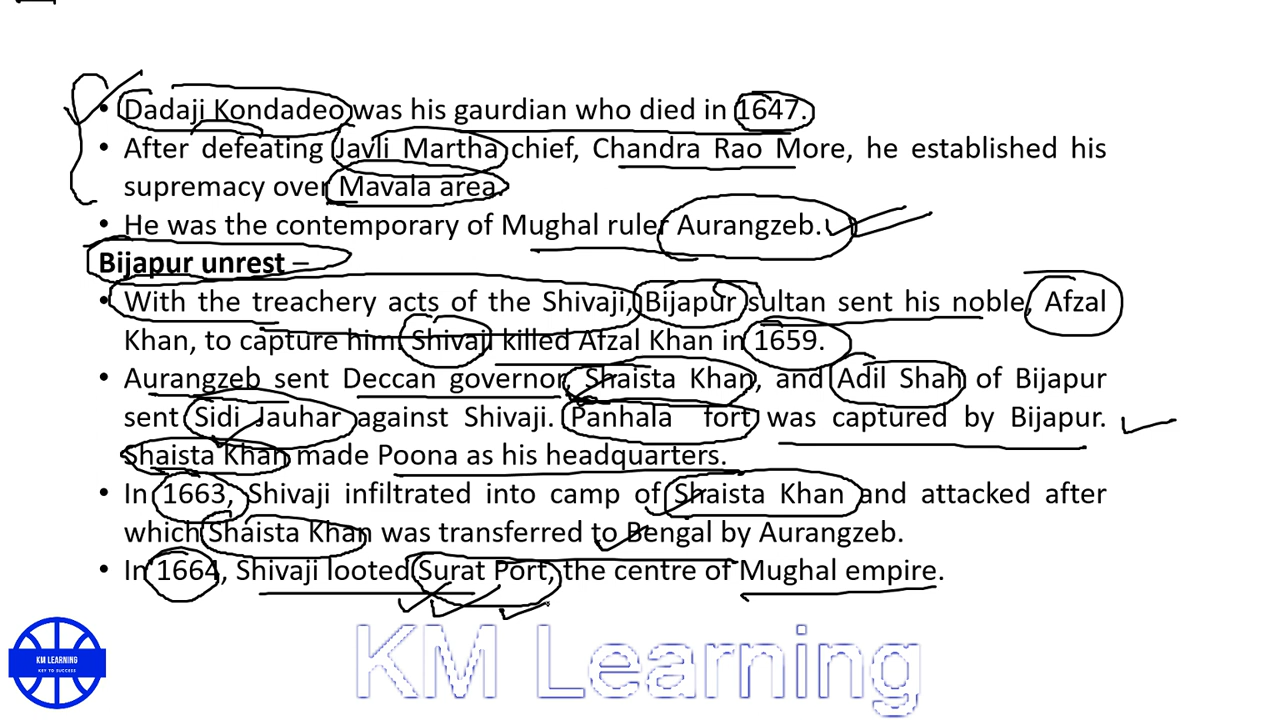 • Dadaji Kondadeo was his gaurdian who died in 1647.
• After defeating Javli Martha chief, Chandra Rao More, he established his
supremacy over Mavala area.
• He was the contemporary of Mughal ruler Aurangzeb.
Bijapur unrest –
• With the treachery acts of the Shivaji, Bijapur sultan sent his noble, Afzal
Khan, to capture him. Shivaji killed Afzal Khan in 1659.
• Aurangzeb sent Deccan governor, Shaista Khan, and Adil Shah of Bijapur
sent Sidi Jauhar against Shivaji. Panhala fort was captured by Bijapur.
Shaista Khan made Poona as his headquarters.
• In 1663, Shivaji infiltrated into camp of Shaista Khan and attacked after
which Shaista Khan was transferred to Bengal by Aurangzeb.
• In 1664, Shivaji looted Surat Port, the centre of Mughal empire.
KM LEARNING
KEY TO SUCCESS
KM Learning